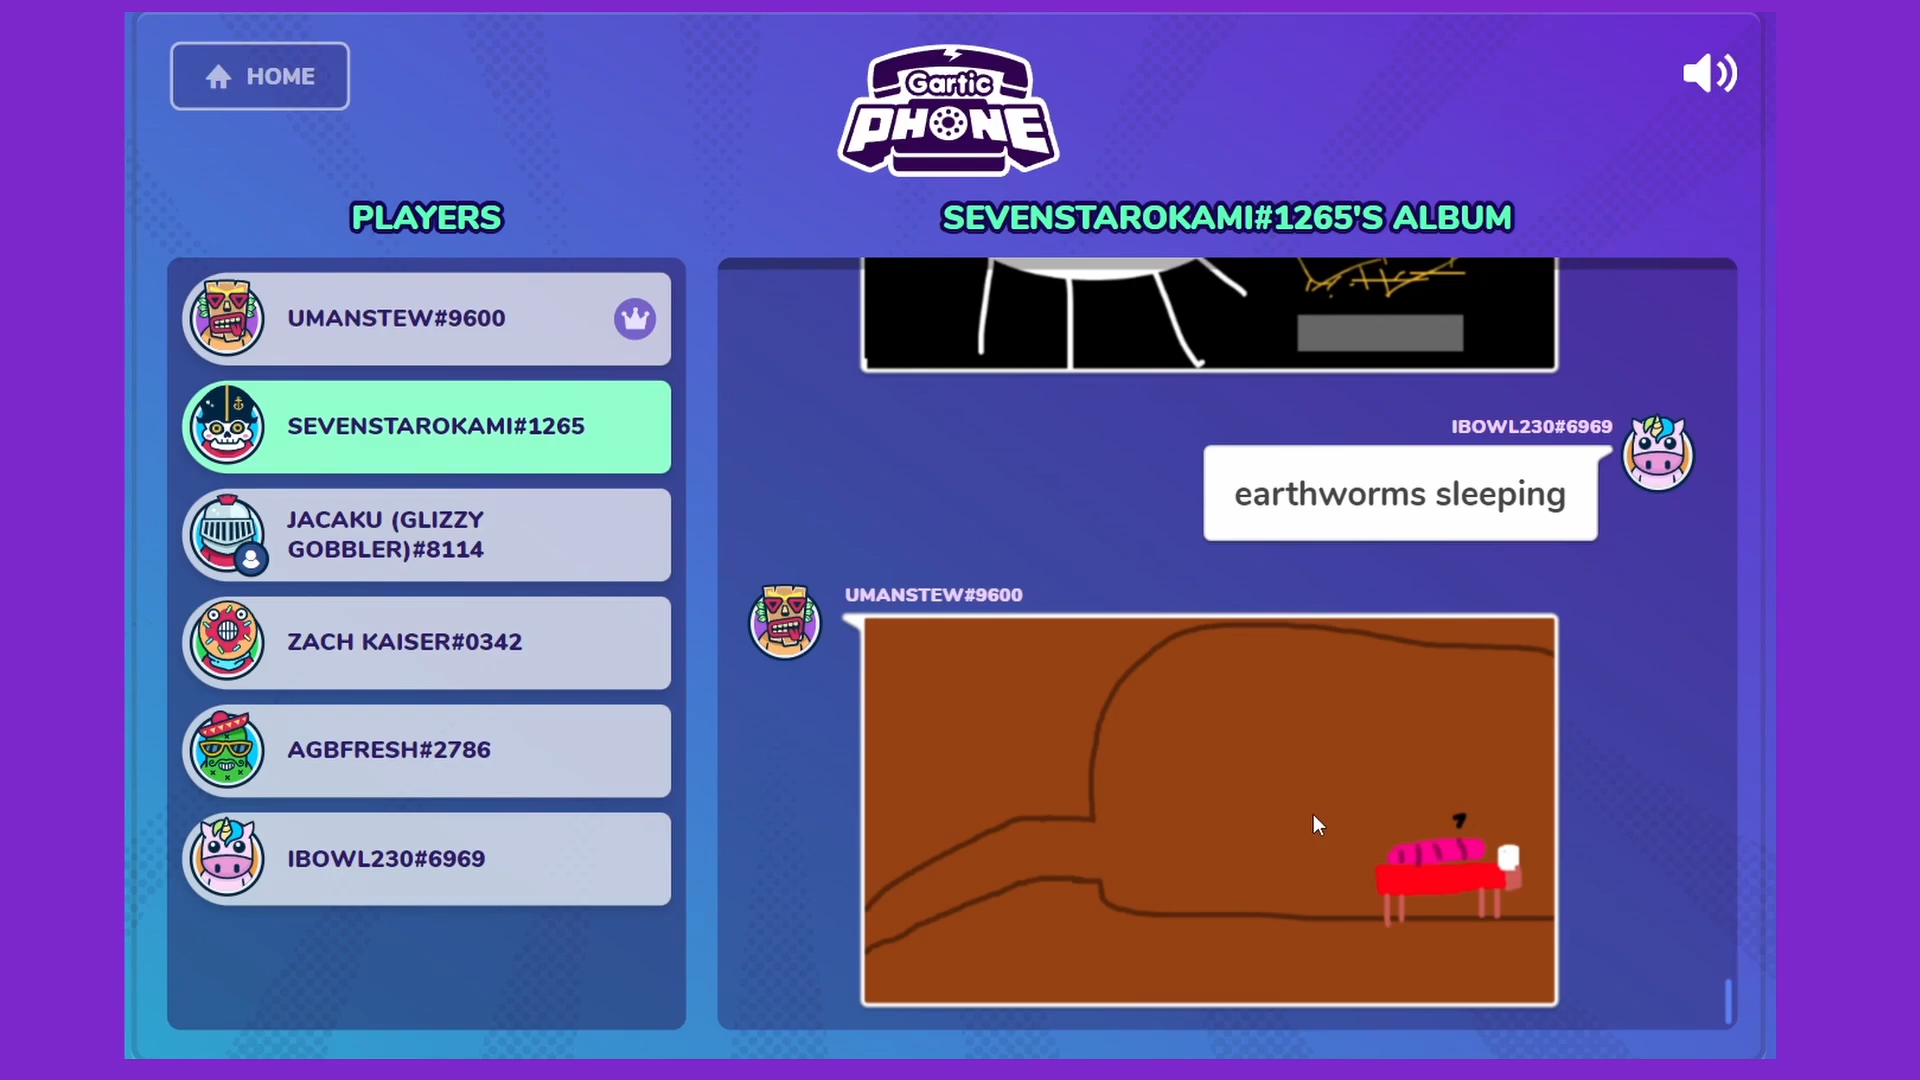 HOME
Gartic
PHONE
PLAYERS
SEVENSTAROKAMI#1265'S ALBUM
UMANSTEW#9600
SEVENSTAROKAMI#1265
JACAKU (GLIZZY
GOBBLER)#8114
ZACH KAISER#0342
AGBFRESH#2786
IBOWL230#6969
IBOWL230#6969
earthworms sleeping
UMANSTEW#9600